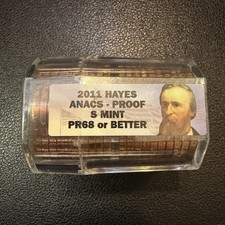 2011 HAYES
ANACS - PROOF
S MINT
PR68 or BETTER